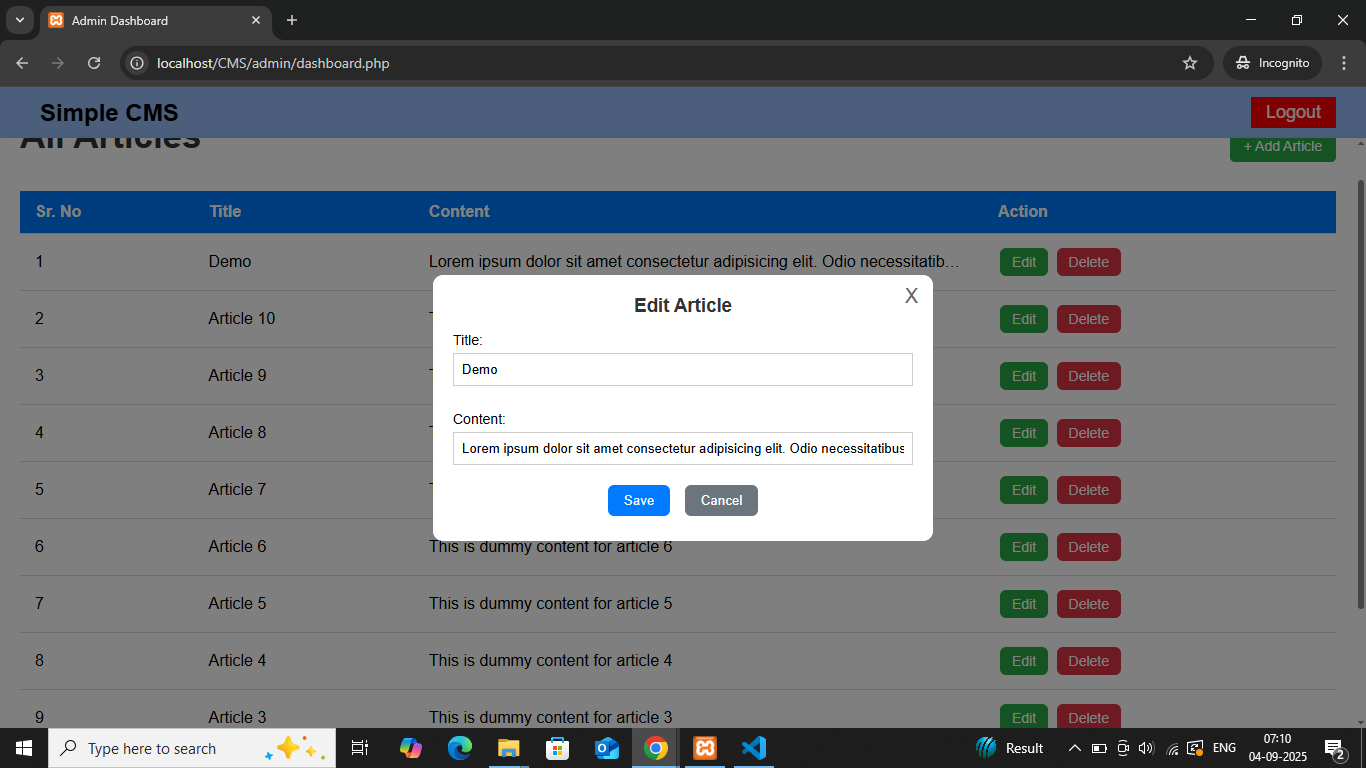 Admin Dashboard
localhost/CMS/admin/dashboard.php
Incognito
Simple CMS
Logout
All Articles
+ Add Article
Sr. No Title Content Action
1 Demo Lorem ipsum dolor sit amet consectetur adipisicing elit. Odio necessitatib... Edit Delete
2 Article 10 Edit Delete
3 Article 9 Edit Delete
4 Article 8 Edit Delete
5 Article 7 Edit Delete
Edit Article
X
Title:
Demo
Content:
Lorem ipsum dolor sit amet consectetur adipisicing elit. Odio necessitatibus
Save Cancel
6 Article 6 This is dummy content for article 6 Edit Delete
7 Article 5 This is dummy content for article 5 Edit Delete
8 Article 4 This is dummy content for article 4 Edit Delete
9 Article 3 This is dummy content for article 3 Edit Delete
Type here to search
Result
ENG
07:10
04-09-2025
2